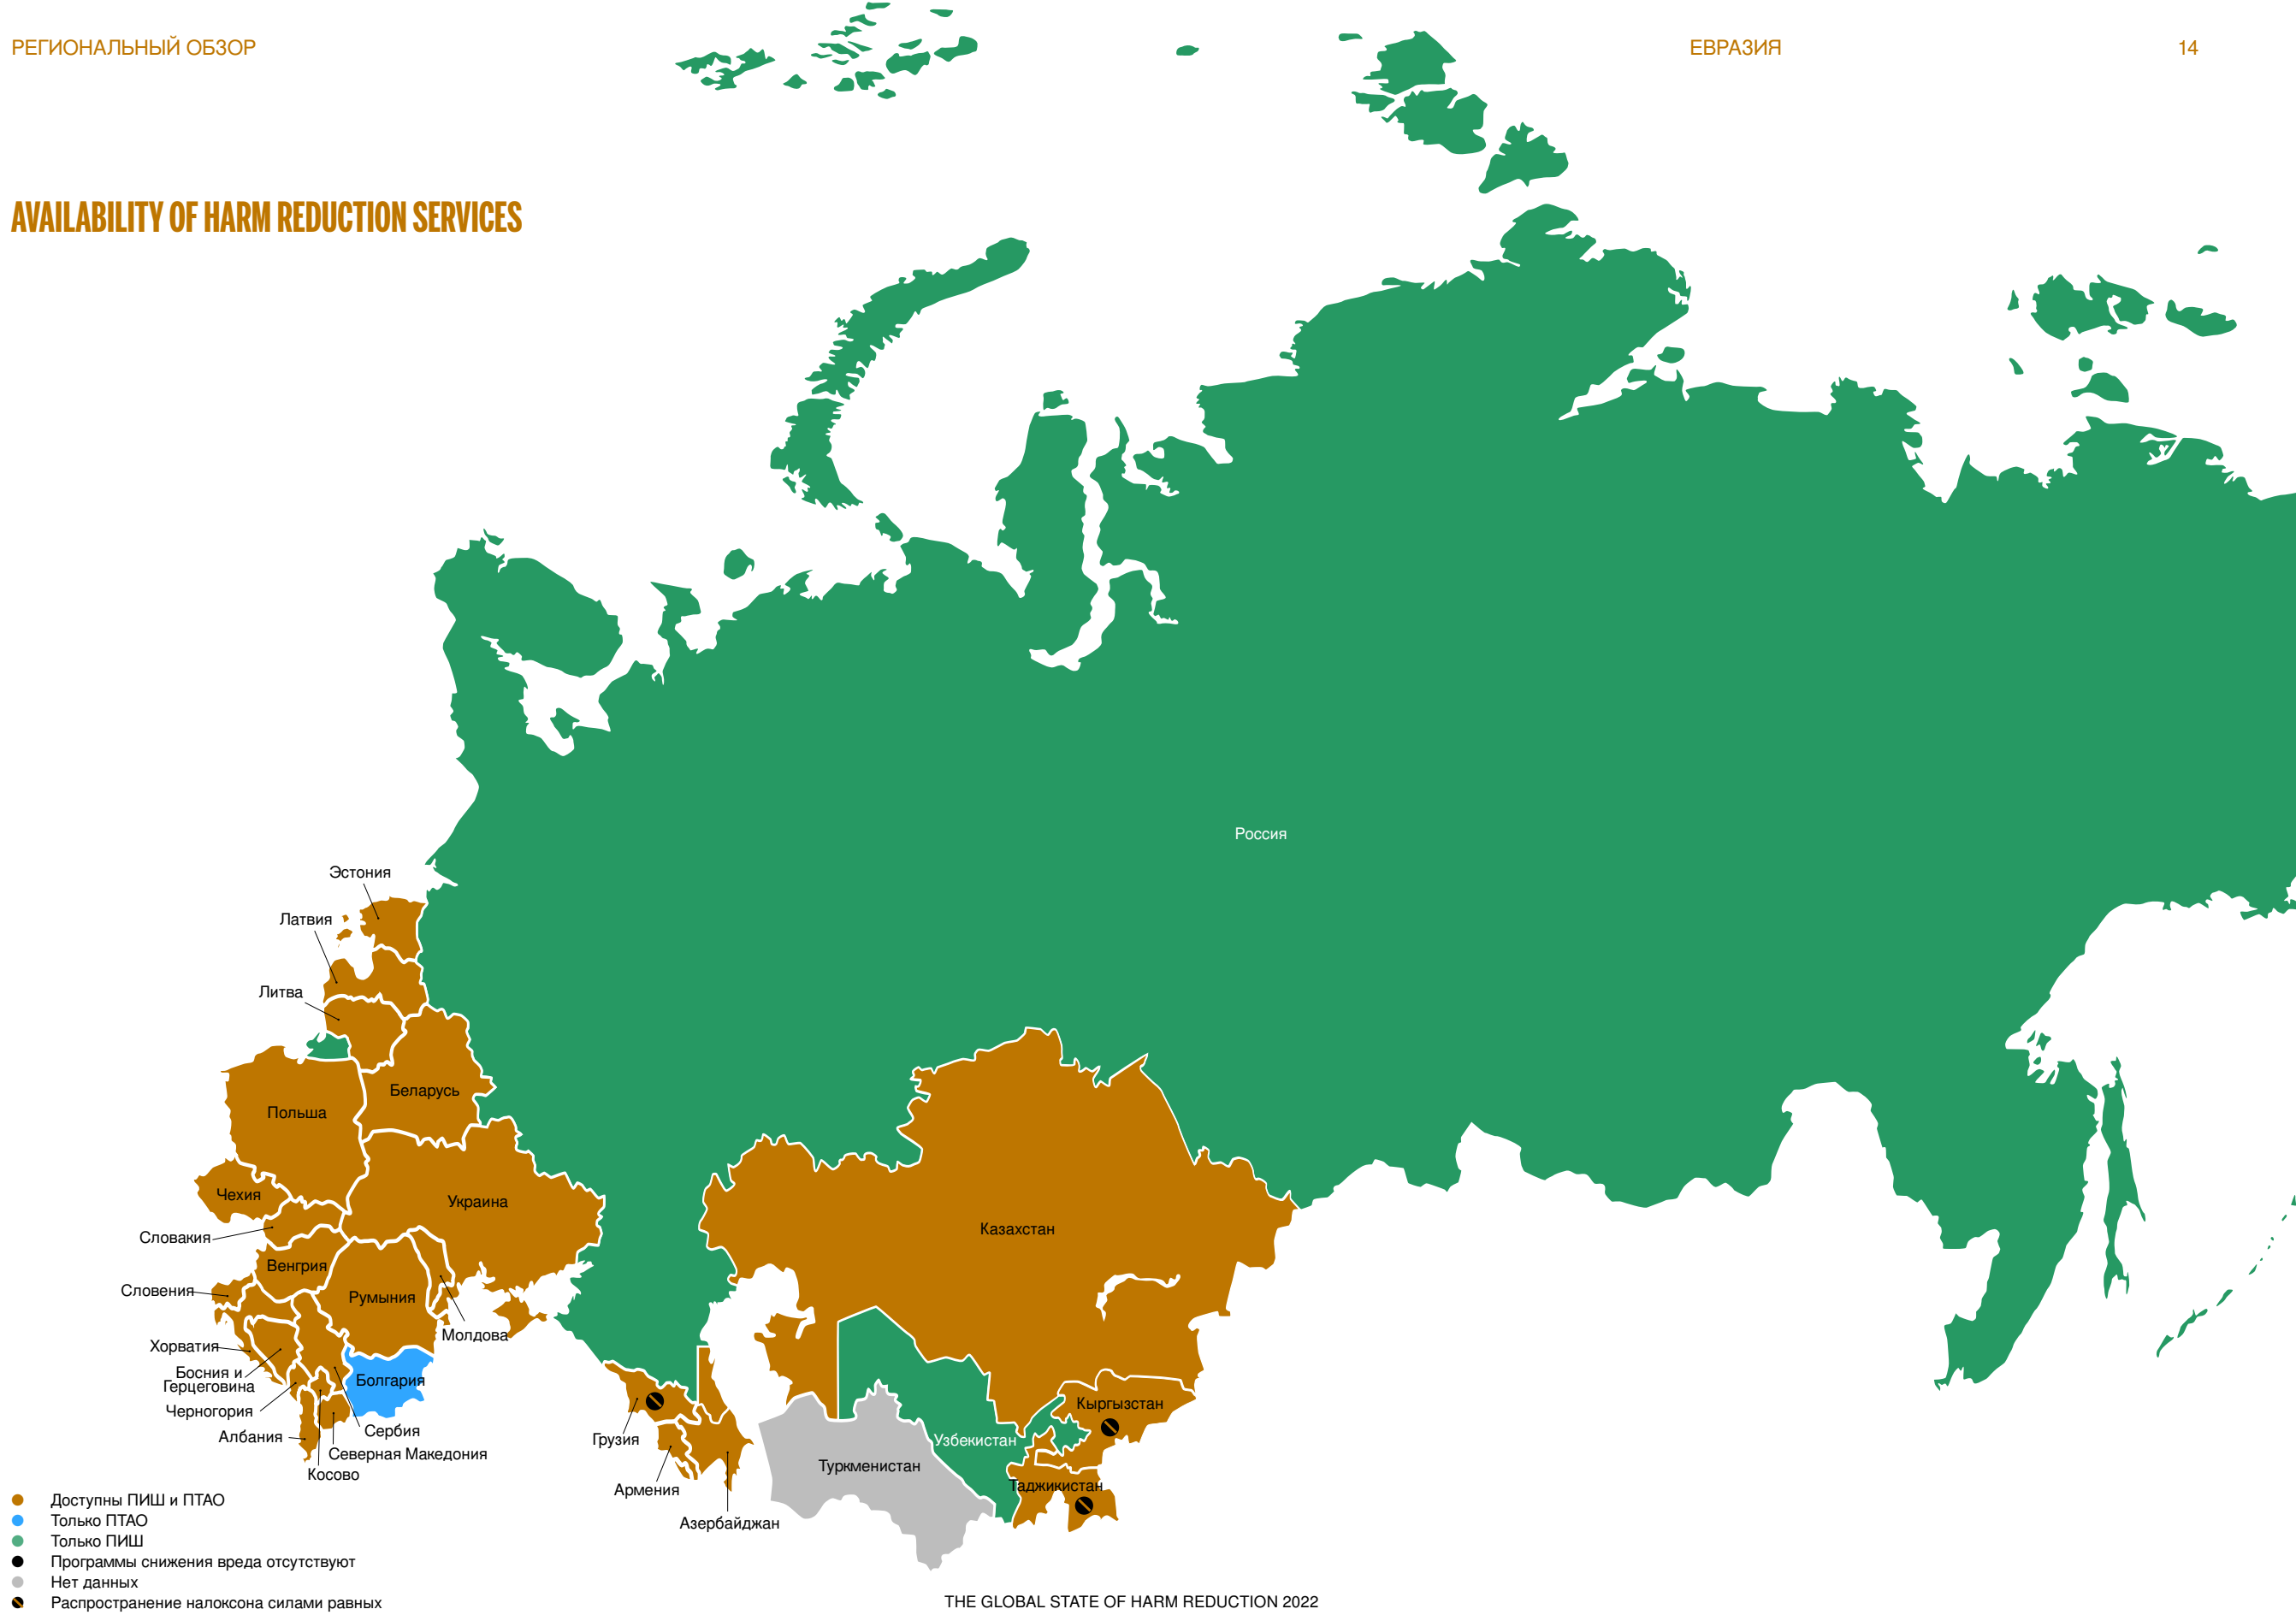 РЕГИОНАЛЬНЫЙ ОБЗОР
ЕВРАЗИЯ
14
AVAILABILITY OF HARM REDUCTION SERVICES
Россия
Эстония
Латвия
Литва
Беларусь
Польша
Чехия
Украина
Словакия
Казахстан
Венгрия
Словения
Румыния
Молдова
Хорватия
Босния и
Герцеговина
Болгария
Черногория
Кыргызстан
Албания
Сербия
Северная Македония
Косово
Грузия
Узбекистан
Туркменистан
Таджикистан
Армения
Азербайджан
Доступны ПИШ и ПТАО
Только ПТАО
Только ПИШ
Программы снижения вреда отсутствуют
Нет данных
Распространение налоксона силами равных
THE GLOBAL STATE OF HARM REDUCTION 2022